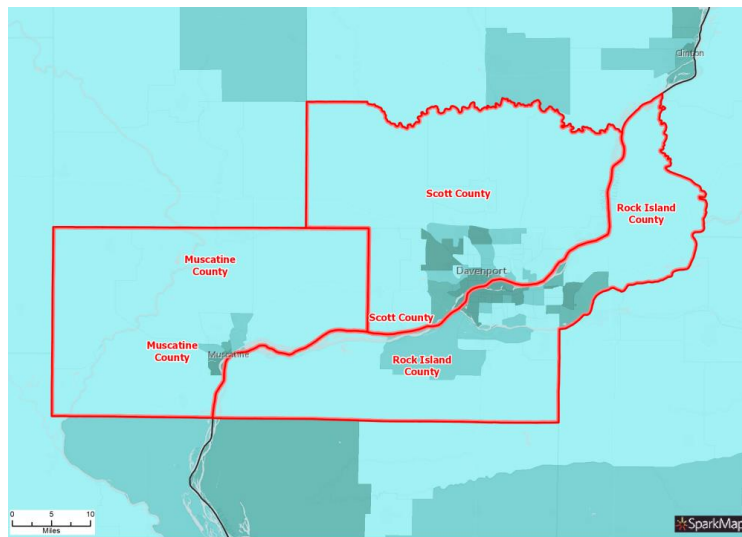 Clinton
Scott County
Rock Island
County
Muscatine
County
Davenport
Scott County
Muscatine
County
Muscatine
Rock Island
County
0 5 10
Miles
SparkMap